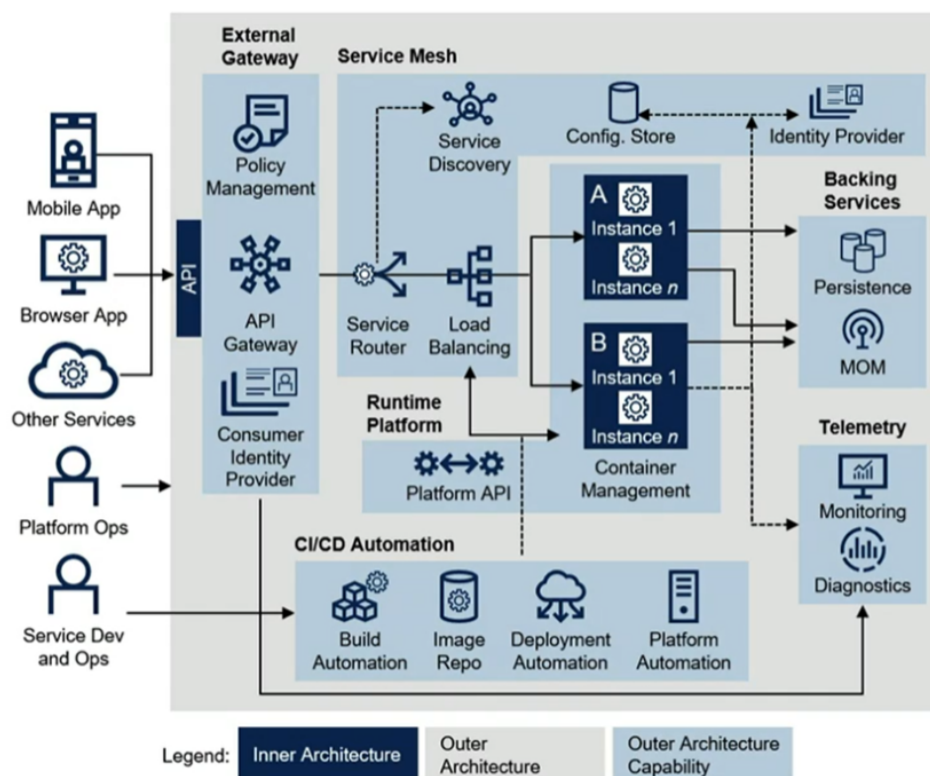 External
Gateway
Service Mesh
Policy
Management
Service
Discovery
Config. Store
Identity Provider
Mobile App
Browser App
Other Services
Platform Ops
Service Dev
and Ops
API
API
Gateway
Consumer
Identity
Provider
Service
Router
Load
Balancing
A
Instance 1
Instance n
B
Instance 1
Instance n
Container
Management
Backing
Services
Persistence
MOM
Runtime
Platform
Platform API
Telemetry
Monitoring
Diagnostics
CI/CD Automation
Build
Automation
Image
Repo
Deployment
Automation
Platform
Automation
Legend:
Inner Architecture
Outer
Architecture
Outer Architecture
Capability